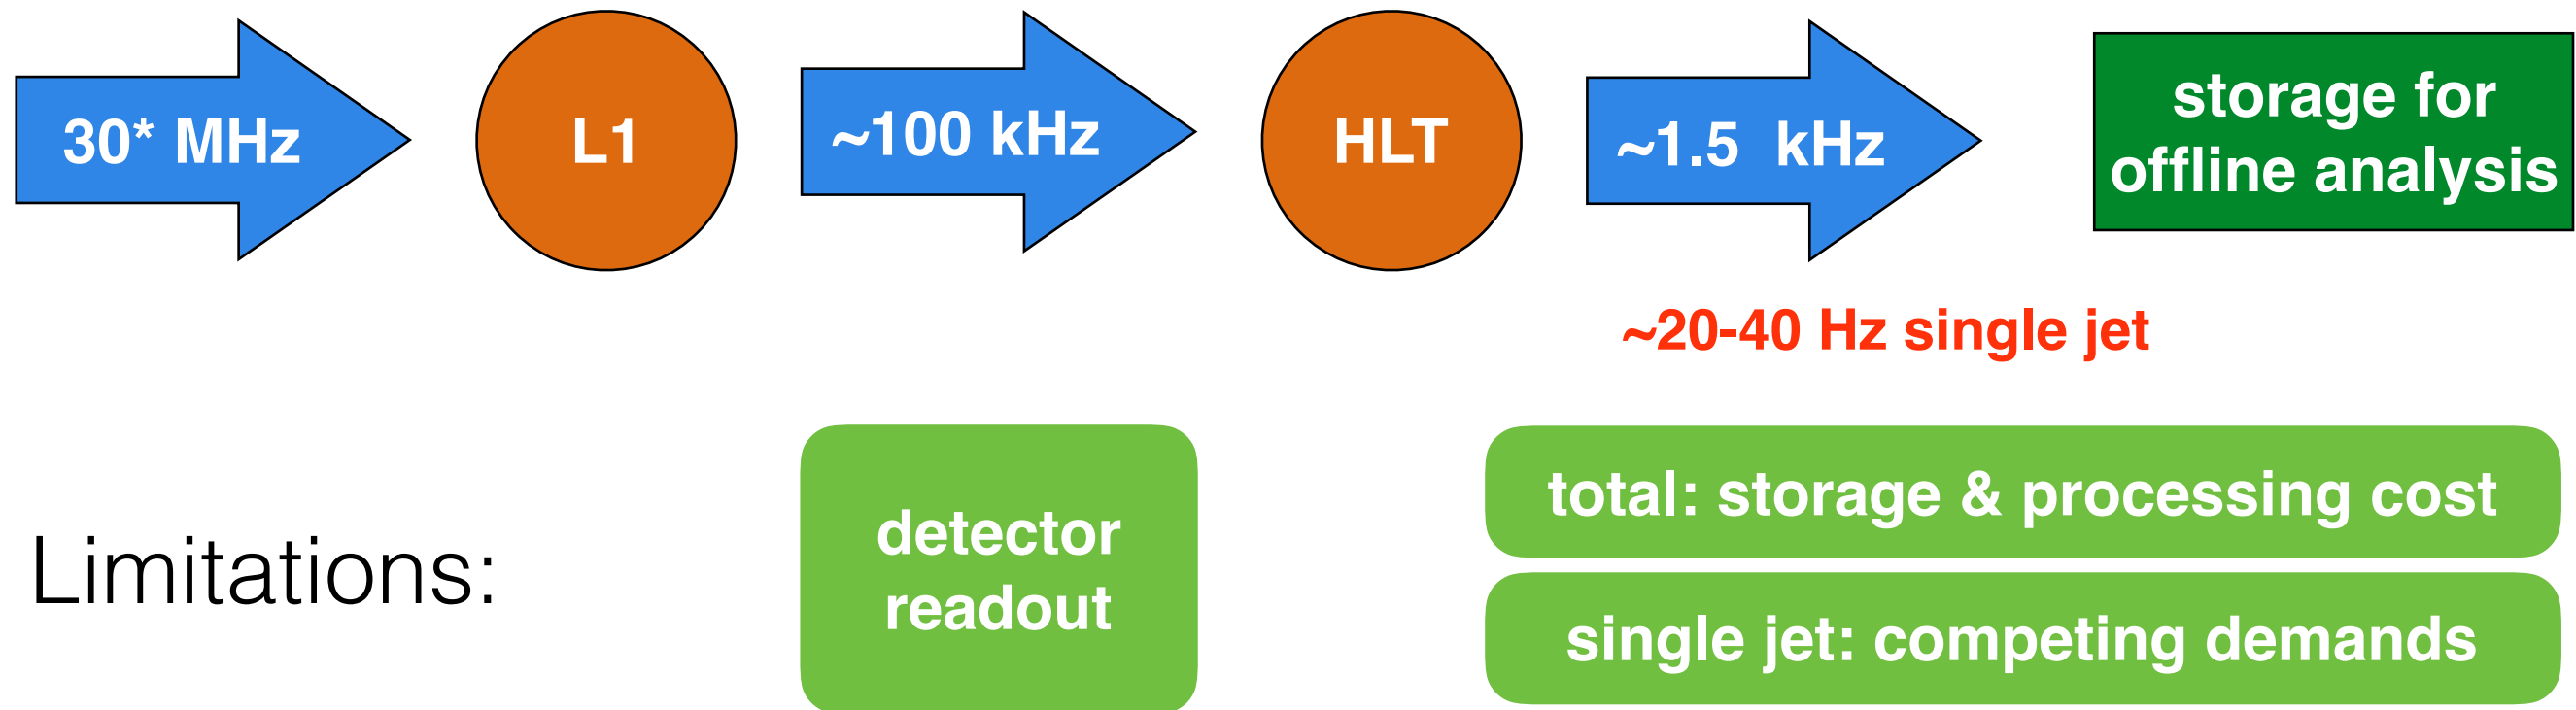 30* MHz
L1
~100 kHz
HLT
~1.5 kHz
storage for
offline analysis
~20-40 Hz single jet
Limitations:
detector
readout
total: storage & processing cost
single jet: competing demands